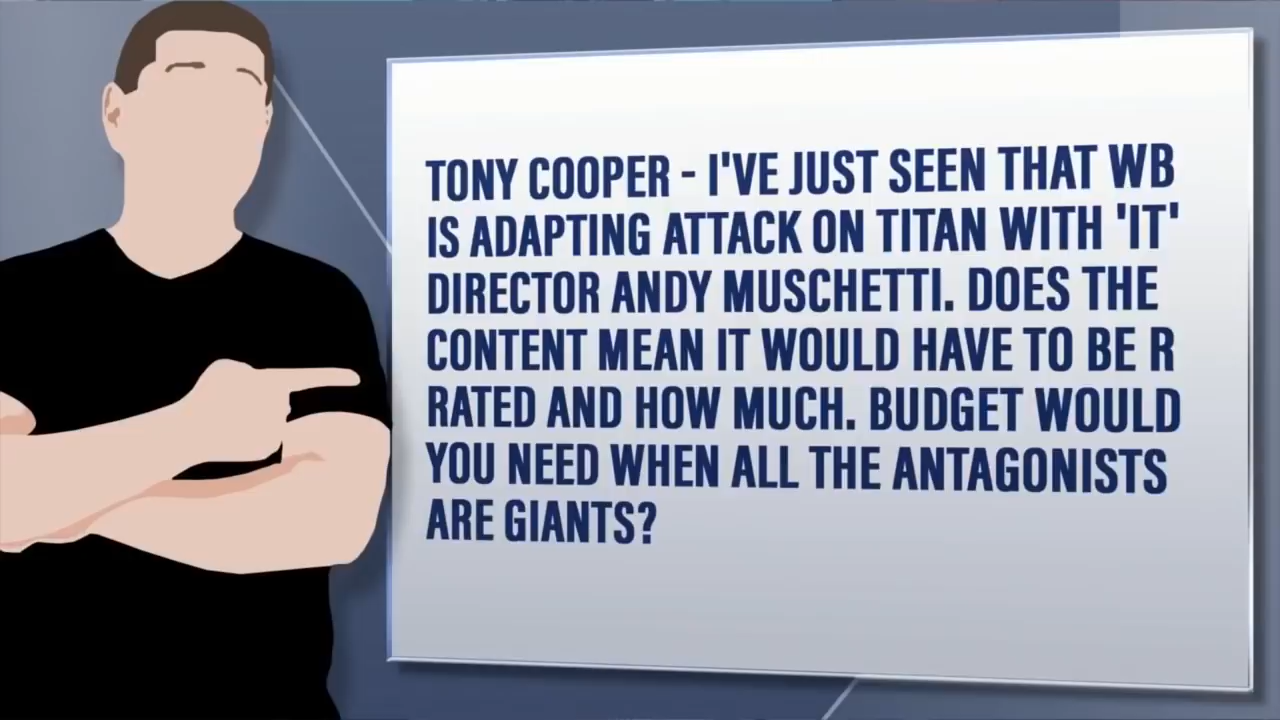 TONY COOPER - I'VE JUST SEEN THAT WB
IS ADAPTING ATTACK ON TITAN WITH 'IT'
DIRECTOR ANDY MUSCHETTI. DOES THE
CONTENT MEAN IT WOULD HAVE TO BE R
RATED AND HOW MUCH. BUDGET WOULD
YOU NEED WHEN ALL THE ANTAGONISTS
ARE GIANTS?